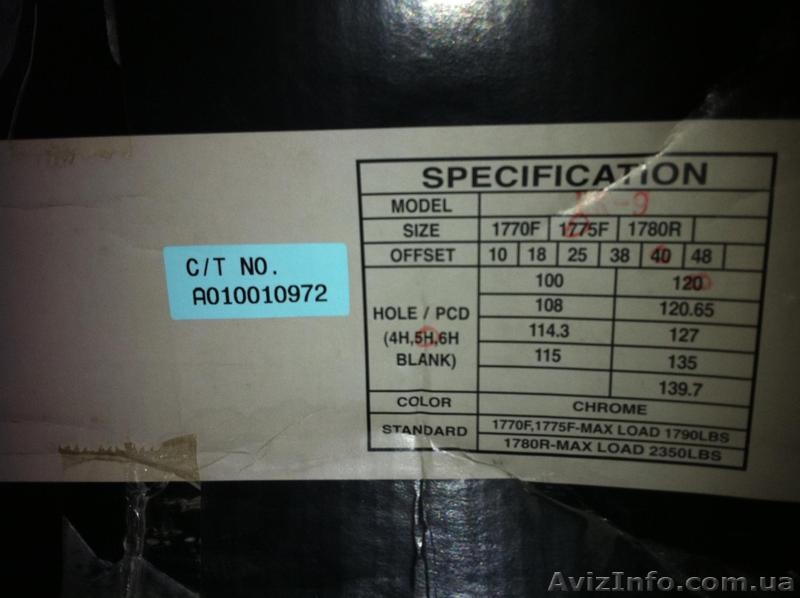 SPECIFICATION
MODEL
SIZE 1770F 1775F 1780R
OFFSET 10 18 25 38 40 48
C/T NO.
A010010972
HOLE / PCD
(4H,5H,6H
BLANK)
100 120
108 120.65
114.3 127
115 135
139.7
COLOR CHROME
STANDARD 1770F,1775F-MAX LOAD 1790LBS
1780R-MAX LOAD 2350LBS
AvizInfo.com.ua